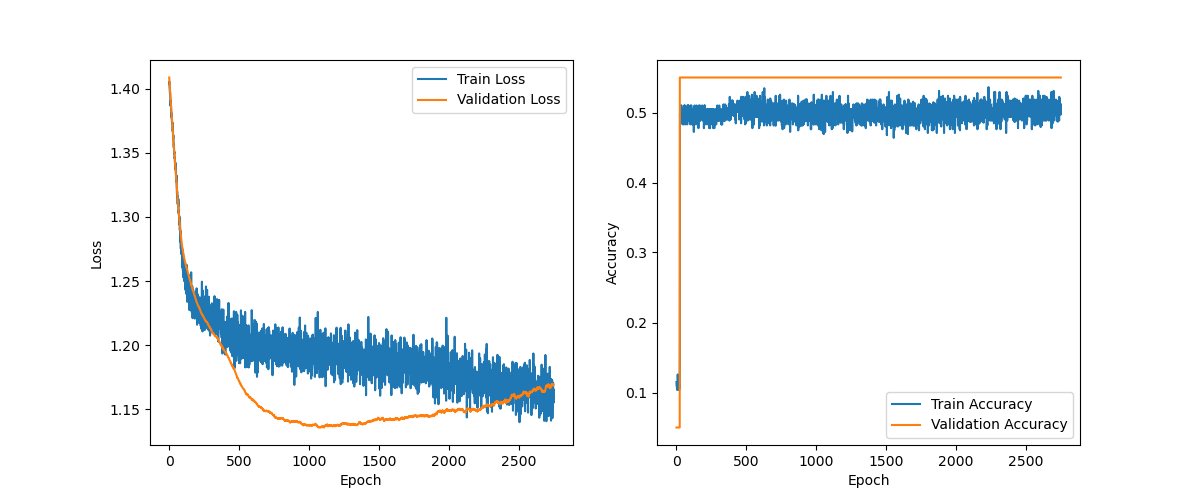 1.40
1.35
1.30
1.25
1.20
1.15
Loss
0
500
1000
1500
2000
2500
Epoch
Train Loss
Validation Loss
0.5
0.4
0.3
0.2
0.1
Accuracy
0
500
1000
1500
2000
2500
Epoch
Train Accuracy
Validation Accuracy